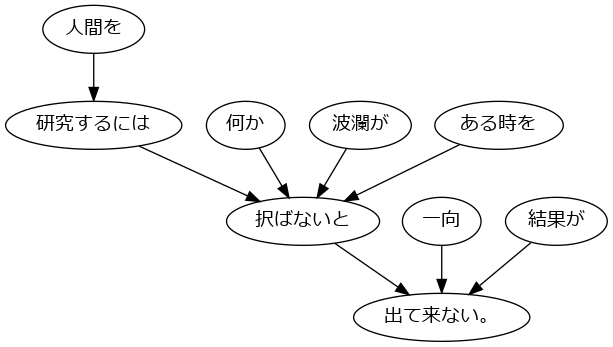 人間を
研究するには
何か
波瀾が
ある時を
択ばないと
一向
結果が
出て来ない。